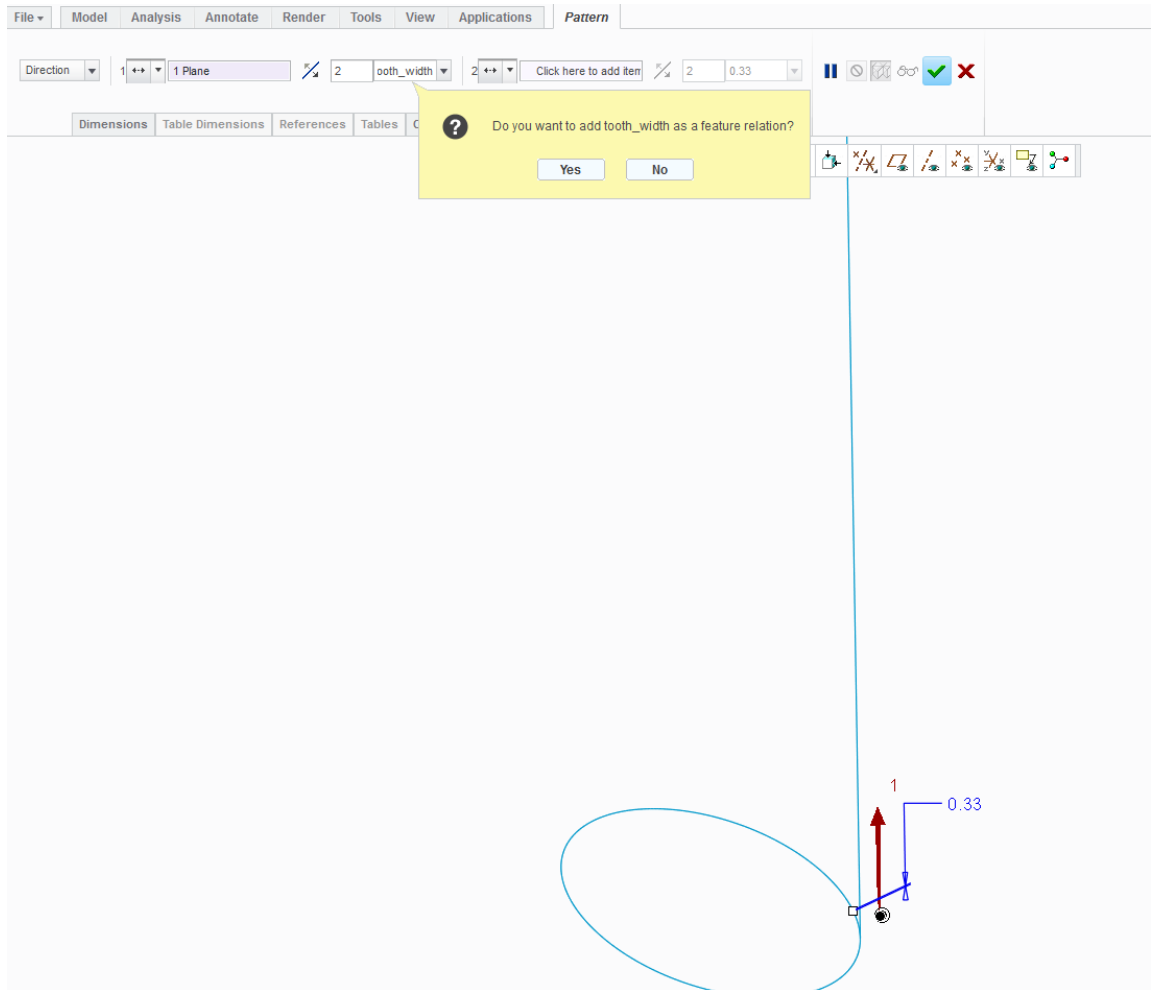 File Model Analysis Annotate Render Tools View Applications Pattern
Direction 1 1 Plane 2 ooth_width 2 Click here to add item 2 0.33
Dimensions Table Dimensions References Tables
? Do you want to add tooth_width as a feature relation?
Yes No
1
0.33